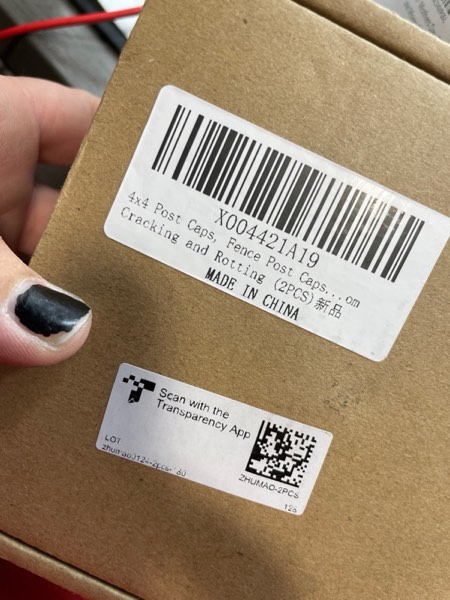 X004421A19
4x4 Post Caps, Fence Post Caps...om
Cracking and Rotting (2PCS)新品
MADE IN CHINA
Scan with the
Transparency App
LOT
ZHUMAO-2PCS